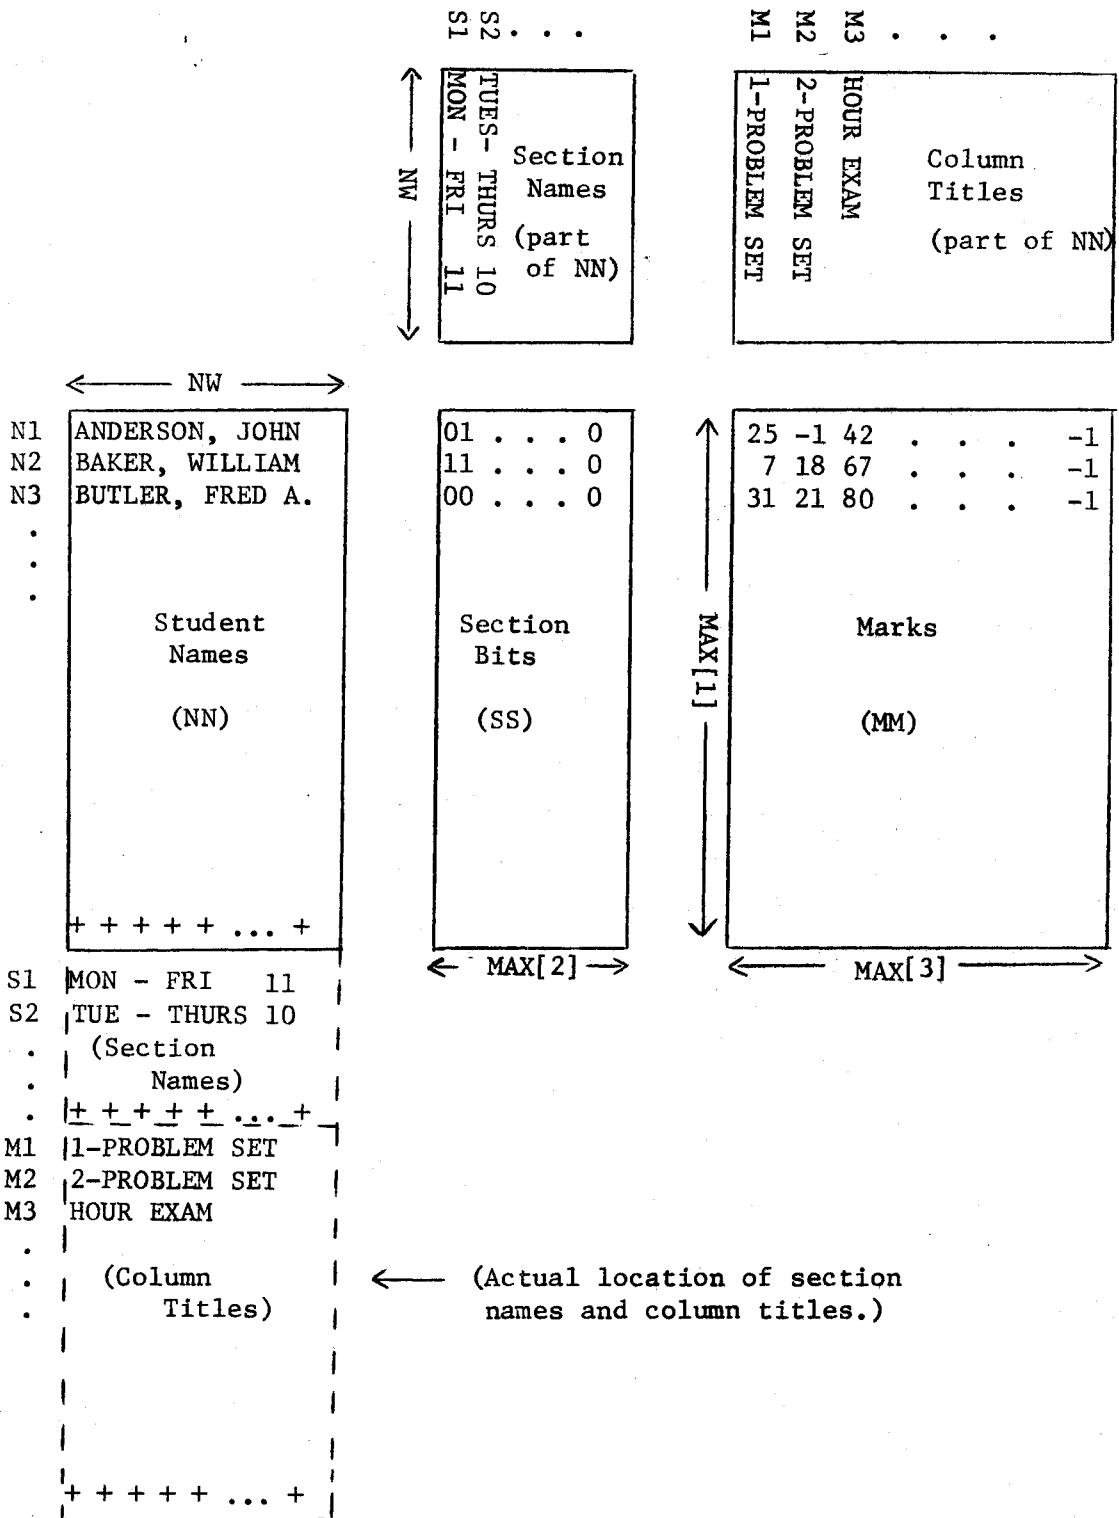 S1 S2 . . .
MON - FRI 11
TUES- THURS 10
Section
Names
(part
of NN)
NW
M1 M2 M3 . . .
1-PROBLEM SET
2-PROBLEM SET
HOUR EXAM
Column
Titles
(part of NN)
NW
N1 ANDERSON, JOHN
N2 BAKER, WILLIAM
N3 BUTLER, FRED A.
.
.
.
Student
Names
(NN)
+ + + + + ... +
01 . . . 0
11 . . . 0
00 . . . 0
Section
Bits
(SS)
MAX[2]
MAX[1]
25 -1 42 . . . -1
7 18 67 . . . -1
31 21 80 . . . -1
Marks
(MM)
MAX[3]
S1 MON - FRI 11
S2 TUE - THURS 10
. (Section
. Names)
. + + + + + ... +
M1 1-PROBLEM SET
M2 2-PROBLEM SET
M3 HOUR EXAM
.
. (Column
. Titles)
+ + + + + ... +
(Actual location of section
names and column titles.)